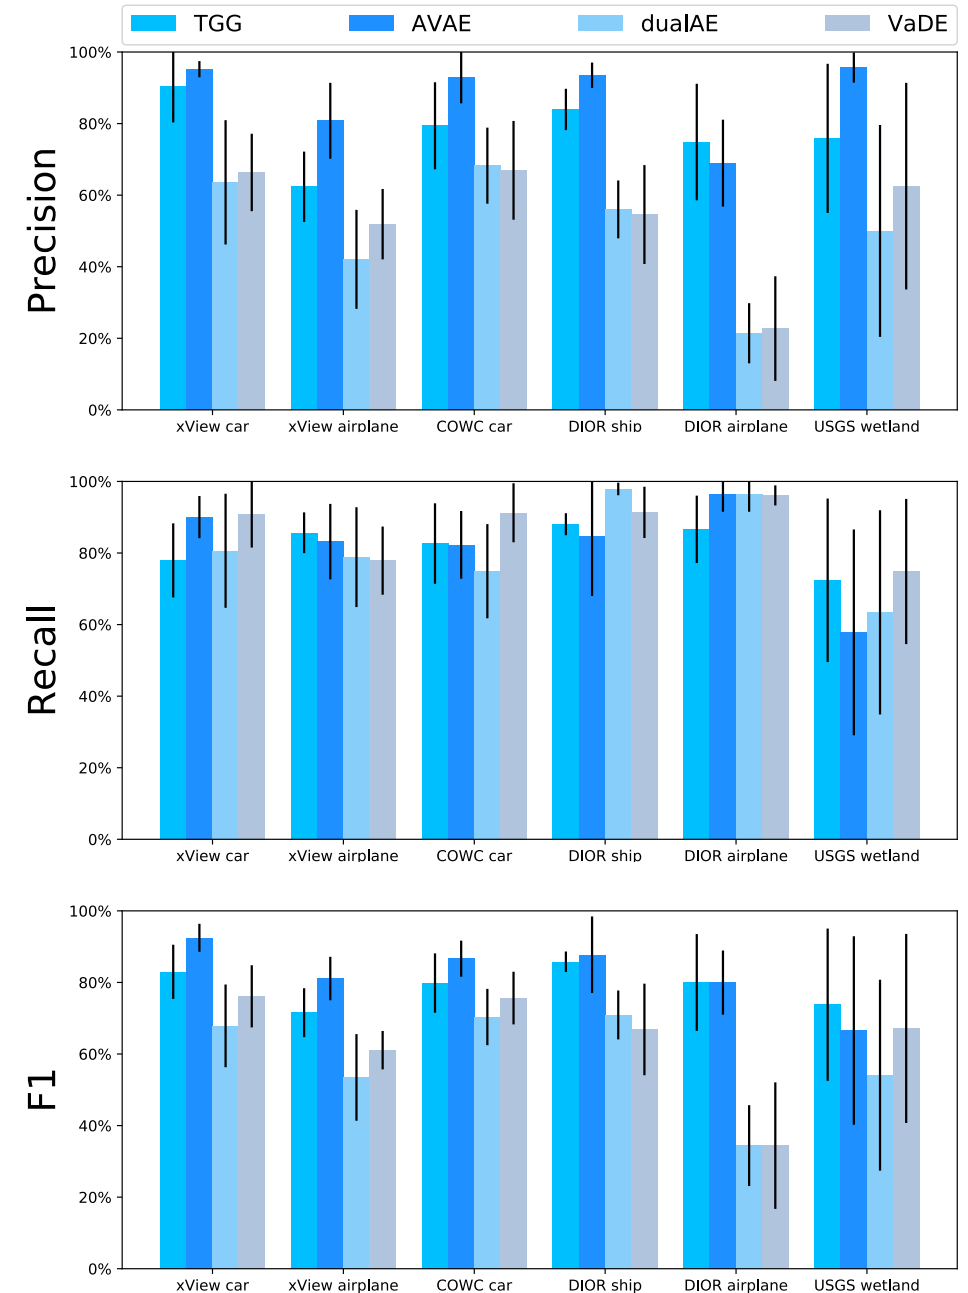 TGG AVAE dualAE VaDE
Precision
100%
80%
60%
40%
20%
0%
xView car xView airplane COWC car DIOR ship DIOR airplane USGS wetland
Recall
100%
80%
60%
40%
20%
0%
xView car xView airplane COWC car DIOR ship DIOR airplane USGS wetland
F1
100%
80%
60%
40%
20%
0%
xView car xView airplane COWC car DIOR ship DIOR airplane USGS wetland